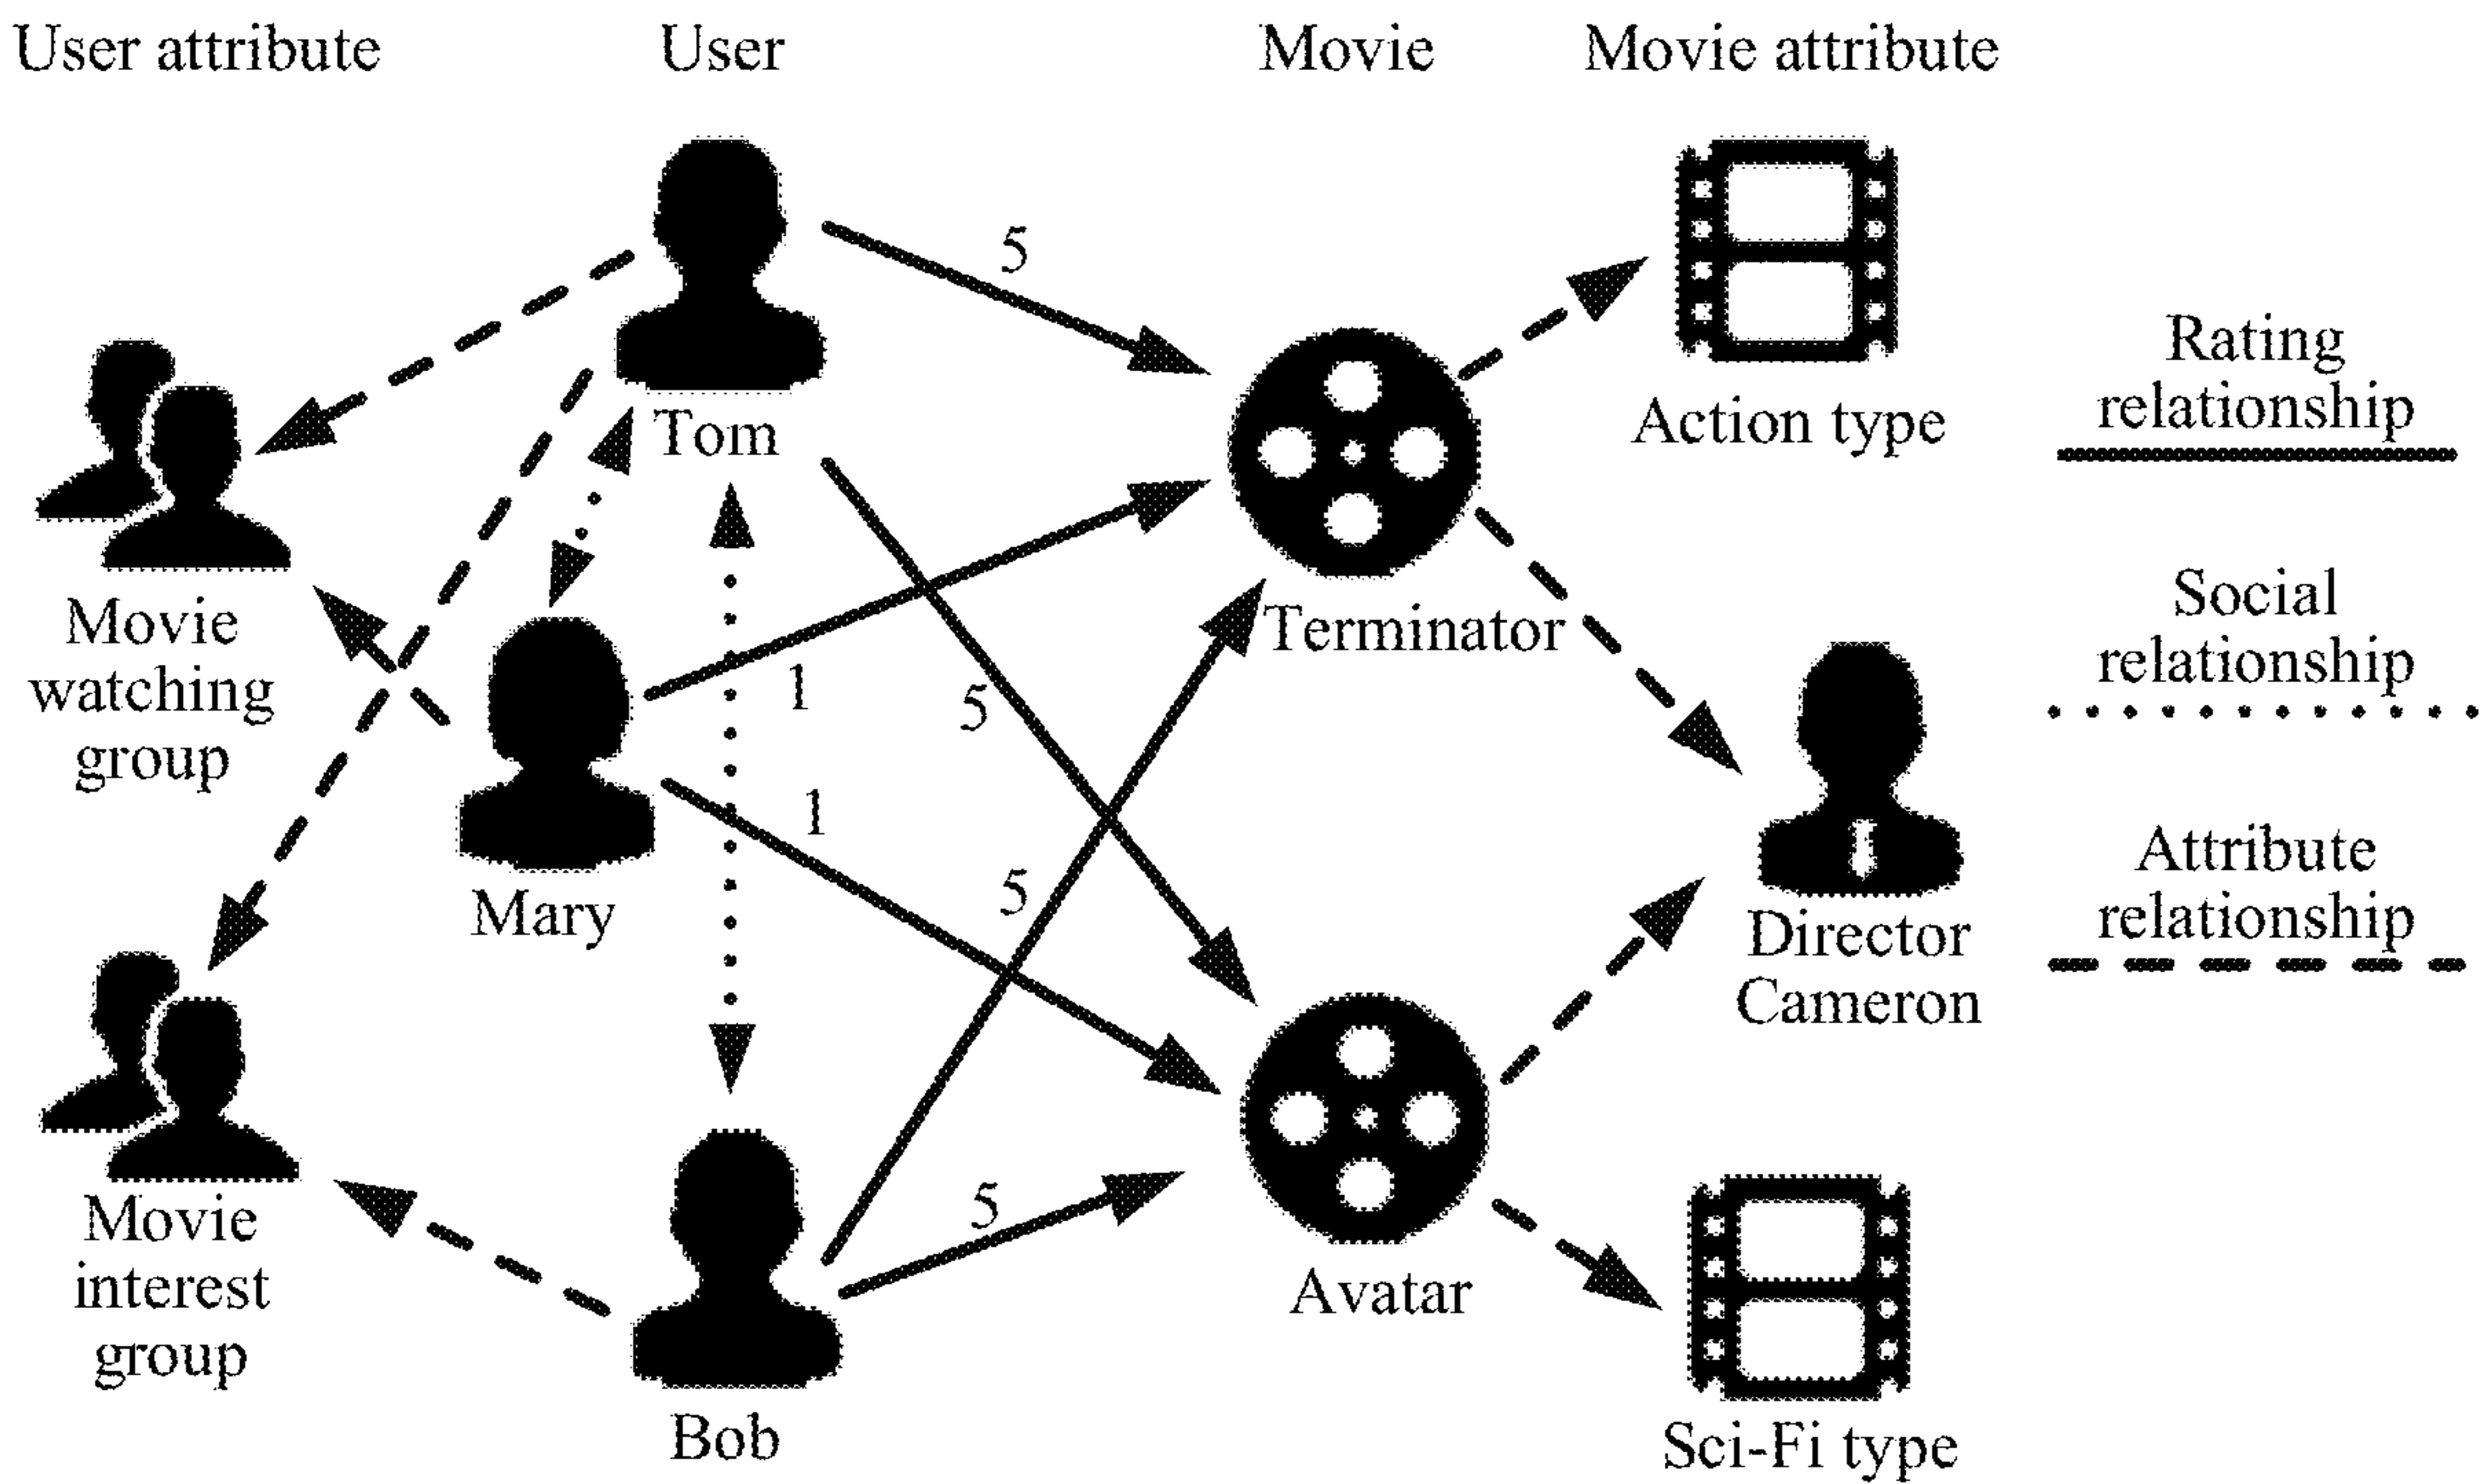 User attribute
User
Movie
Movie attribute
5
Tom
Action type
Rating
relationship
Movie
watching
group
Terminator
Social
relationship
1
5
1
5
Mary
Director
Cameron
Attribute
relationship
Movie
interest
group
5
Avatar
Bob
Sci-Fi type